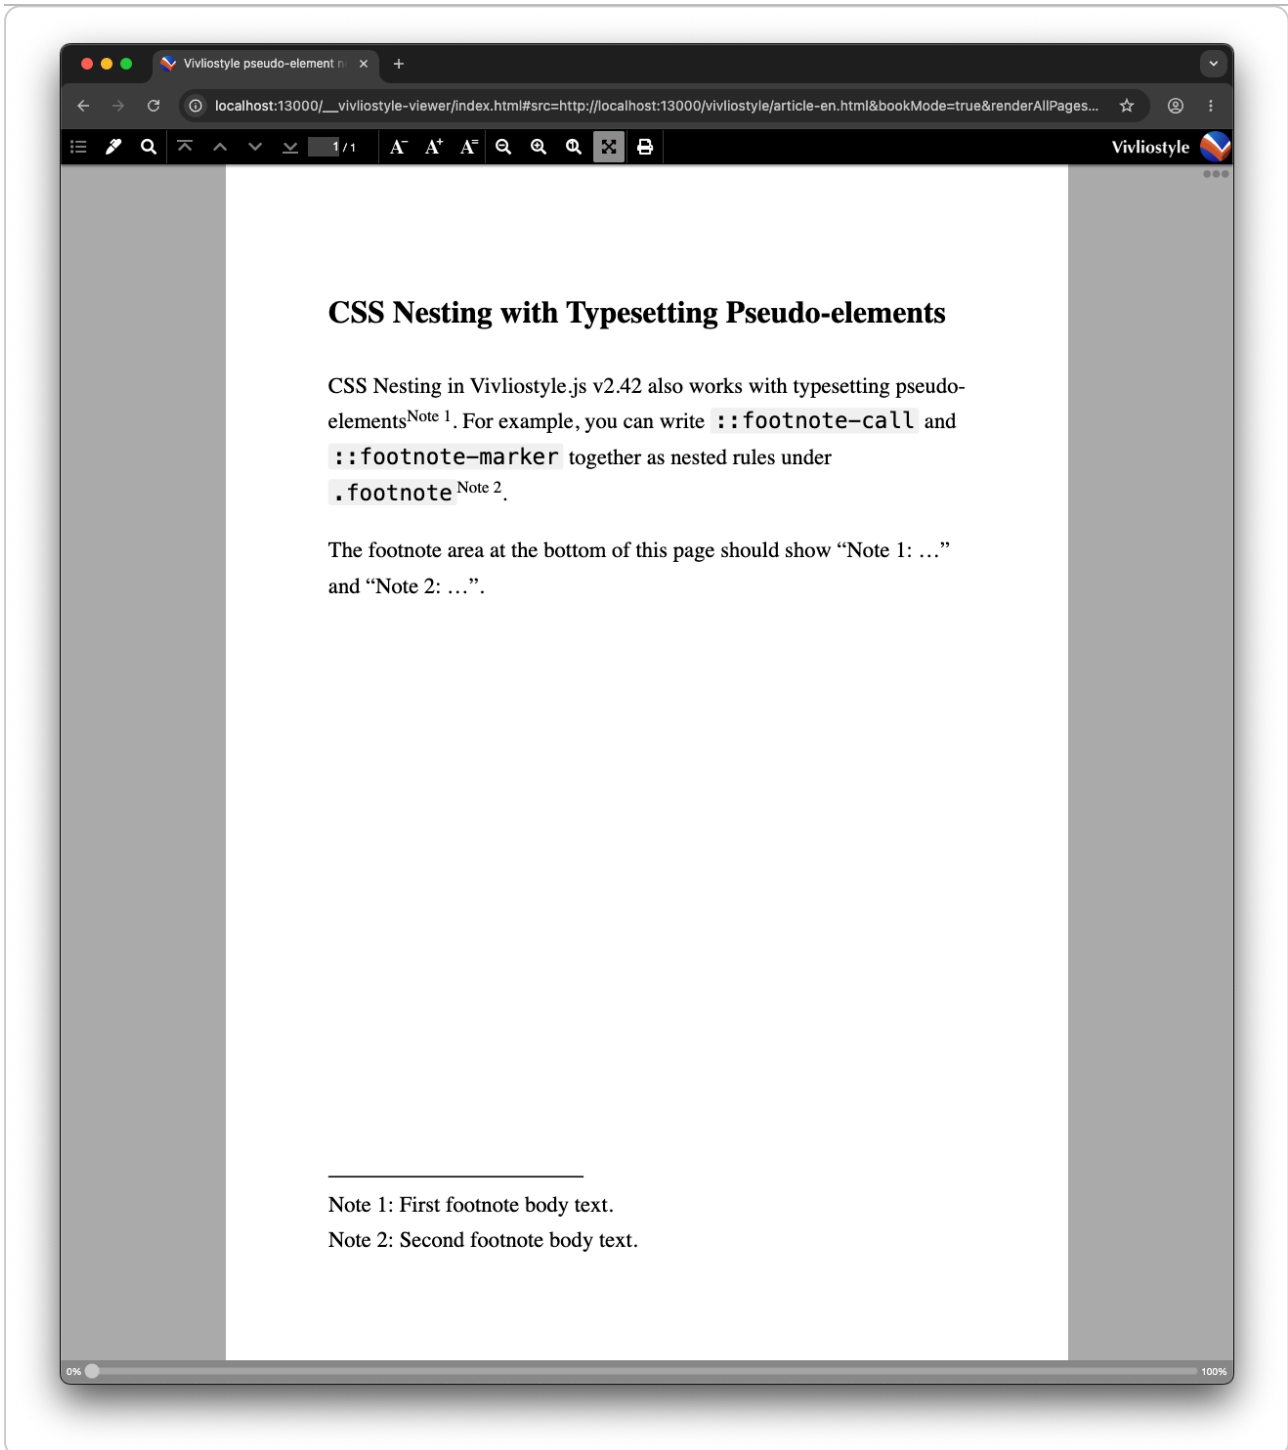 Vivliostyle pseudo-element n
localhost:13000/__vivliostyle-viewer/index.html#src=http://localhost:13000/vivliostyle/article-en.html&bookMode=true&renderAllPages...
1 / 1
A- A+ A=
Vivliostyle
CSS Nesting with Typesetting Pseudo-elements
CSS Nesting in Vivliostyle.js v2.42 also works with typesetting pseudo-
elementsNote 1. For example, you can write ::footnote-call and
::footnote-marker together as nested rules under
.footnote Note 2.
The footnote area at the bottom of this page should show “Note 1: …”
and “Note 2: …”.
Note 1: First footnote body text.
Note 2: Second footnote body text.
0% 100%